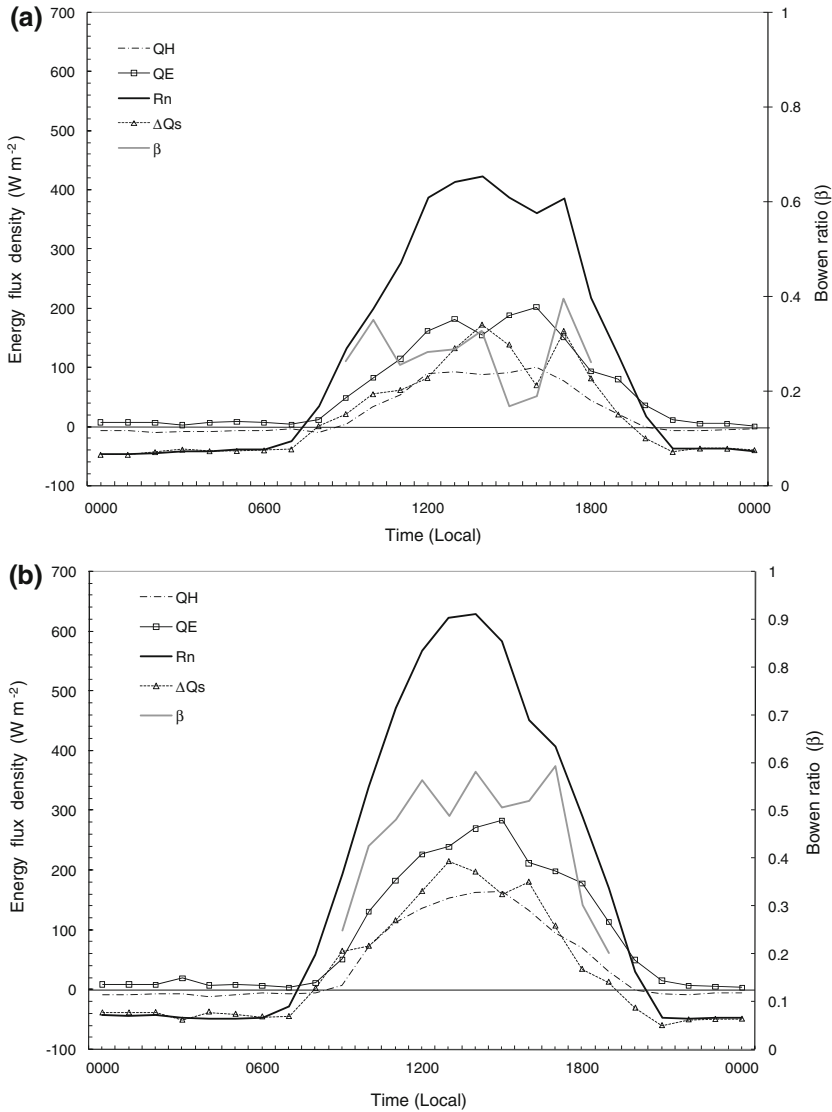 (a)
700
600
500
400
300
200
100
0
-100
Energy flux density (W m⁻²)
QH
QE
Rn
ΔQs
β
1
0.8
0.6
0.4
0.2
0
Bowen ratio (β)
0000
0600
1200
1800
0000
Time (Local)
(b)
700
600
500
400
300
200
100
0
-100
Energy flux density (W m⁻²)
QH
QE
Rn
ΔQs
β
1
0.9
0.8
0.7
0.6
0.5
0.4
0.3
0.2
0.1
0
Bowen ratio (β)
0000
0600
1200
1800
0000
Time (Local)